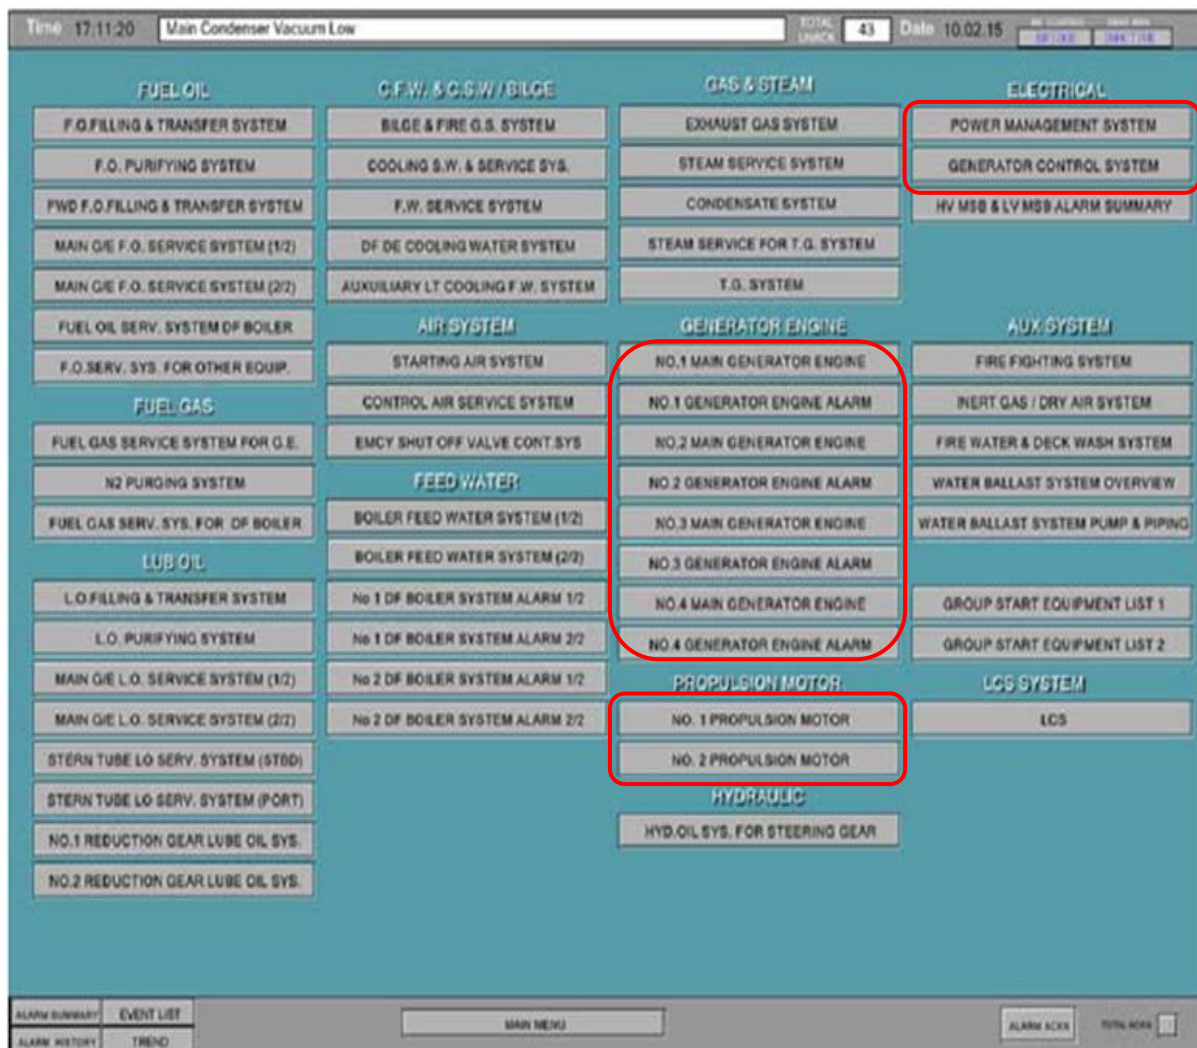 Time 17:11:20 Main Condenser Vacuum Low TOTAL UNACK 43 Date 10.02.15
FUEL OIL
F.O.FILLING & TRANSFER SYSTEM
F.O. PURIFYING SYSTEM
FWD F.O.FILLING & TRANSFER SYSTEM
MAIN G/E F.O. SERVICE SYSTEM (1/2)
MAIN G/E F.O. SERVICE SYSTEM (2/2)
FUEL OIL SERV. SYSTEM DF BOILER
F.O.SERV. SYS. FOR OTHER EQUIP.
FUEL GAS
FUEL GAS SERVICE SYSTEM FOR G.E.
N2 PURGING SYSTEM
FUEL GAS SERV. SYS. FOR DF BOILER
LUB OIL
L.O.FILLING & TRANSFER SYSTEM
L.O. PURIFYING SYSTEM
MAIN G/E L.O. SERVICE SYSTEM (1/2)
MAIN G/E L.O. SERVICE SYSTEM (2/2)
STERN TUBE LO SERV. SYSTEM (STBD)
STERN TUBE LO SERV. SYSTEM (PORT)
NO.1 REDUCTION GEAR LUBE OIL SYS.
NO.2 REDUCTION GEAR LUBE OIL SYS.
C.F.W. & C.S.W / BILGE
BILGE & FIRE G.S. SYSTEM
COOLING S.W. & SERVICE SYS.
F.W. SERVICE SYSTEM
DF DE COOLING WATER SYSTEM
AUXUILIARY LT COOLING F.W. SYSTEM
AIR SYSTEM
STARTING AIR SYSTEM
CONTROL AIR SERVICE SYSTEM
EMCY SHUT OFF VALVE CONT.SYS
FEED WATER
BOILER FEED WATER SYSTEM (1/2)
BOILER FEED WATER SYSTEM (2/2)
No 1 DF BOILER SYSTEM ALARM 1/2
No 1 DF BOILER SYSTEM ALARM 2/2
No 2 DF BOILER SYSTEM ALARM 1/2
No 2 DF BOILER SYSTEM ALARM 2/2
GAS & STEAM
EXHAUST GAS SYSTEM
STEAM SERVICE SYSTEM
CONDENSATE SYSTEM
STEAM SERVICE FOR T.G. SYSTEM
T.G. SYSTEM
GENERATOR ENGINE
NO.1 MAIN GENERATOR ENGINE
NO.1 GENERATOR ENGINE ALARM
NO.2 MAIN GENERATOR ENGINE
NO.2 GENERATOR ENGINE ALARM
NO.3 MAIN GENERATOR ENGINE
NO.3 GENERATOR ENGINE ALARM
NO.4 MAIN GENERATOR ENGINE
NO.4 GENERATOR ENGINE ALARM
PROPULSION MOTOR
NO. 1 PROPULSION MOTOR
NO. 2 PROPULSION MOTOR
HYDRAULIC
HYD.OIL SYS. FOR STEERING GEAR
ELECTRICAL
POWER MANAGEMENT SYSTEM
GENERATOR CONTROL SYSTEM
HV MSB & LV MSB ALARM SUMMARY
AUX SYSTEM
FIRE FIGHTING SYSTEM
INERT GAS / DRY AIR SYSTEM
FIRE WATER & DECK WASH SYSTEM
WATER BALLAST SYSTEM OVERVIEW
WATER BALLAST SYSTEM PUMP & PIPING
GROUP START EQUIPMENT LIST 1
GROUP START EQUIPMENT LIST 2
LCS SYSTEM
LCS
ALARM SUMMARY EVENT LIST
ALARM HISTORY TREND
MAIN MENU
ALARM ACKN TOTAL ACKN